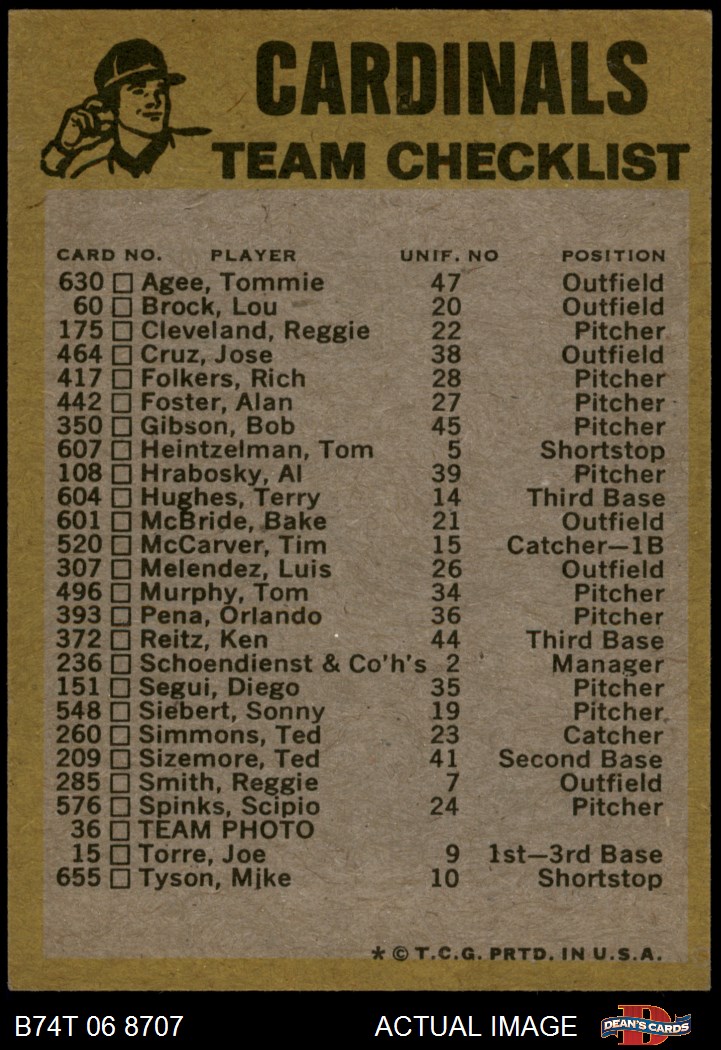 CARDINALS
TEAM CHECKLIST
CARD NO. PLAYER UNIF. NO POSITION
630 □ Agee, Tommie 47 Outfield
60 □ Brock, Lou 20 Outfield
175 □ Cleveland, Reggie 22 Pitcher
464 □ Cruz, Jose 38 Outfield
417 □ Folkers, Rich 28 Pitcher
442 □ Foster, Alan 27 Pitcher
350 □ Gibson, Bob 45 Pitcher
607 □ Heintzelman, Tom 5 Shortstop
108 □ Hrabosky, Al 39 Pitcher
604 □ Hughes, Terry 14 Third Base
601 □ McBride, Bake 21 Outfield
520 □ McCarver, Tim 15 Catcher—1B
307 □ Melendez, Luis 26 Outfield
496 □ Murphy, Tom 34 Pitcher
393 □ Pena, Orlando 36 Pitcher
372 □ Reitz, Ken 44 Third Base
236 □ Schoendienst & Co'h's 2 Manager
151 □ Segui, Diego 35 Pitcher
548 □ Siebert, Sonny 19 Pitcher
260 □ Simmons, Ted 23 Catcher
209 □ Sizemore, Ted 41 Second Base
285 □ Smith, Reggie 7 Outfield
576 □ Spinks, Scipio 24 Pitcher
36 □ TEAM PHOTO
15 □ Torre, Joe 9 1st—3rd Base
655 □ Tyson, Mike 10 Shortstop
* © T.C.G. PRTD. IN U.S.A.
B74T 06 8707 ACTUAL IMAGE DEAN'S CARDS